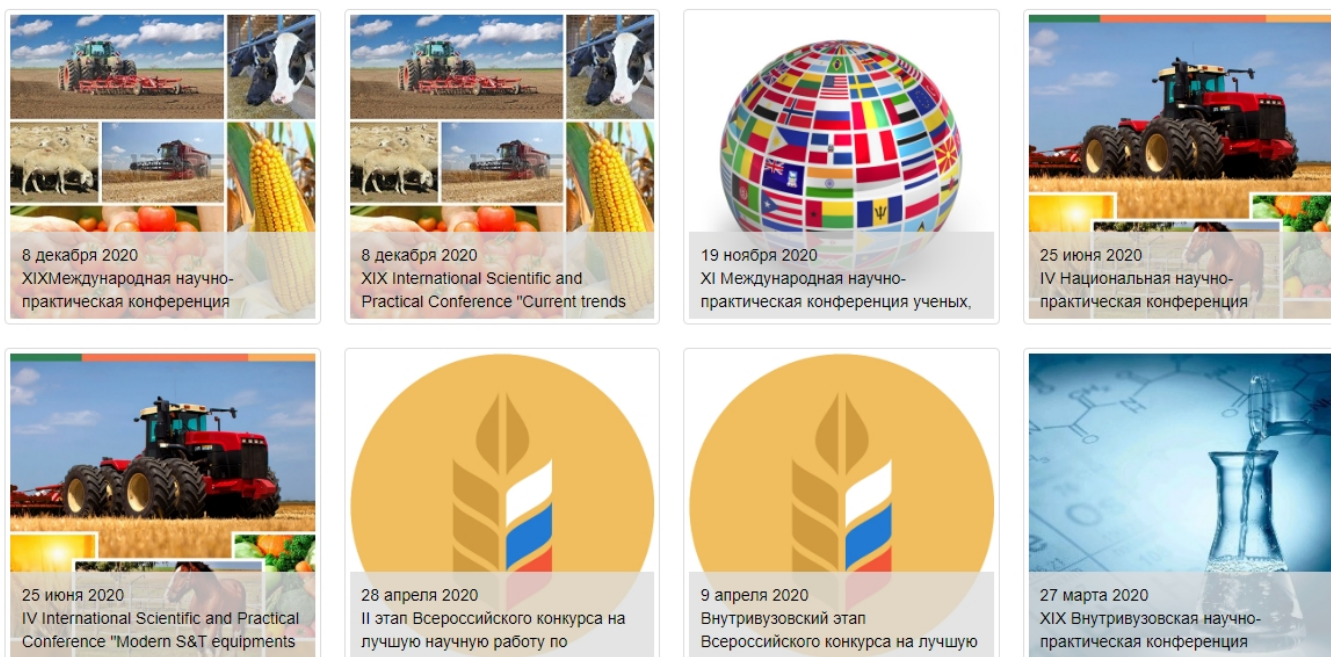 8 декабря 2020
XIXМеждународная научно-
практическая конференция
8 декабря 2020
XIX International Scientific and
Practical Conference "Current trends
19 ноября 2020
XI Международная научно-
практическая конференция ученых,
25 июня 2020
IV Национальная научно-
практическая конференция
25 июня 2020
IV International Scientific and Practical
Conference "Modern S&T equipments
28 апреля 2020
II этап Всероссийского конкурса на
лучшую научную работу по
9 апреля 2020
Внутривузовский этап
Всероссийского конкурса на лучшую
27 марта 2020
XIX Внутривузовская научно-
практическая конференция